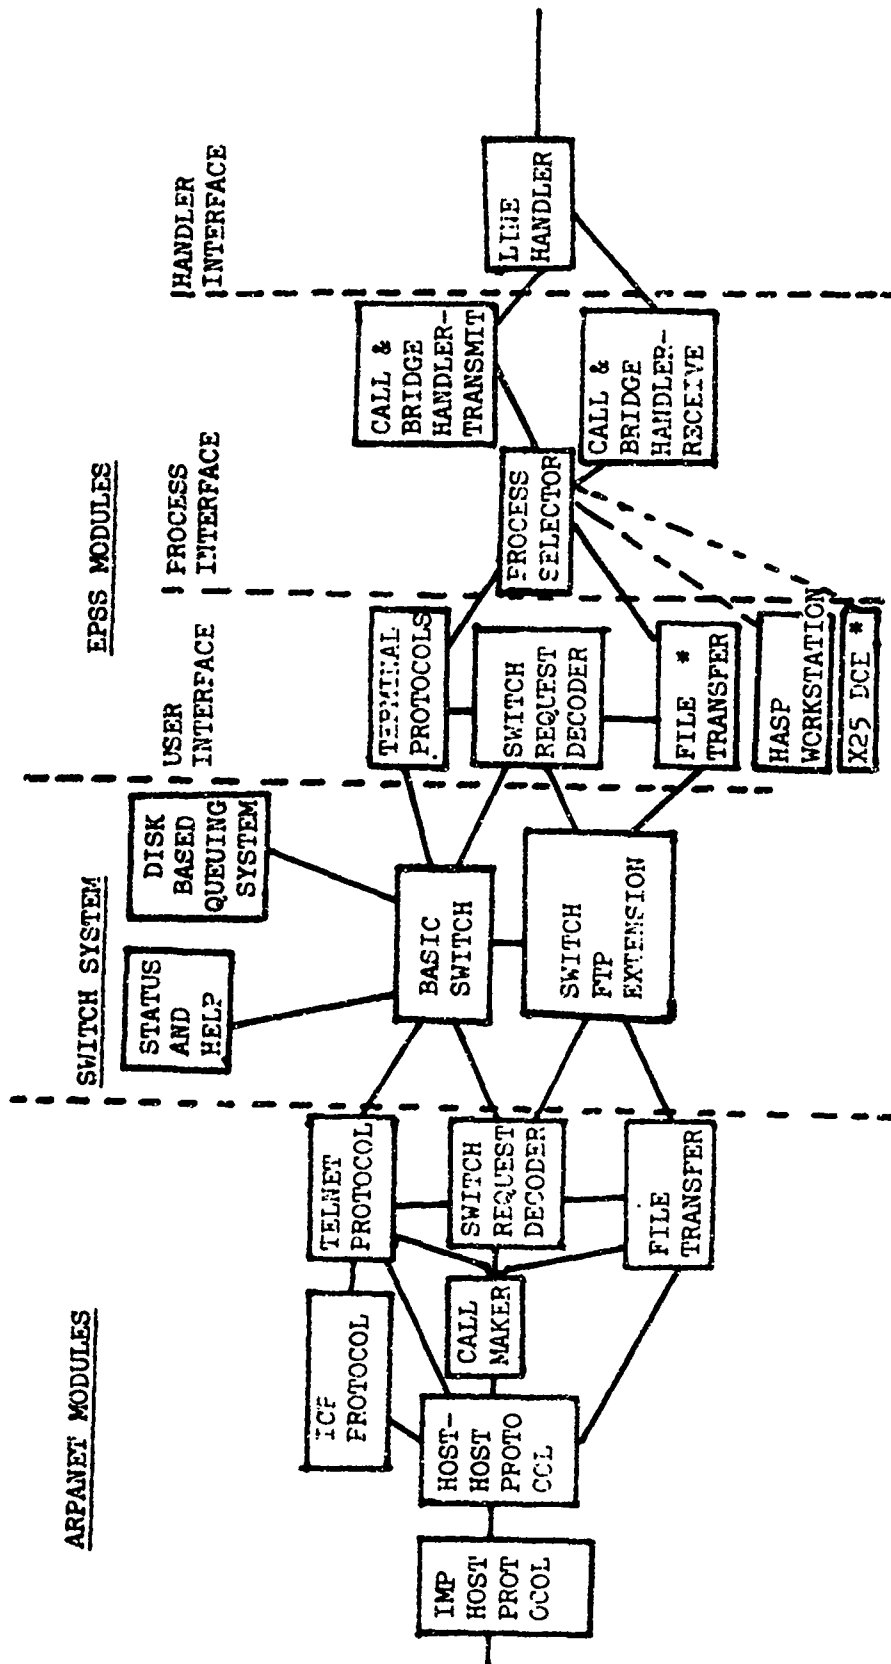 ARPANET MODULES
SWITCH SYSTEM
EPSS MODULES
USER
INTERFACE
PROCESS
INTERFACE
HANDLER
INTERFACE
IMP
HOST
PROT
OCOL
HOST-
HOST
PROTO
COL
ICP
PROTOCOL
CALL
MAKER
TELNET
PROTOCOL
SWITCH
REQUEST
DECODER
FILE
TRANSFER
STATUS
AND
HELP
DISK
BASED
QUEUING
SYSTEM
BASIC
SWITCH
SWITCH
FTP
EXTENSION
TERMINAL
PROTOCOLS
SWITCH
REQUEST
DECODER
FILE *
TRANSFER
HASP
WORKSTATION
X25 DCE *
PROCESS
SELECTOR
CALL &
BRIDGE
HANDLER-
TRANSMIT
CALL &
BRIDGE
HANDLER-
RECEIVE
LINE
HANDLER